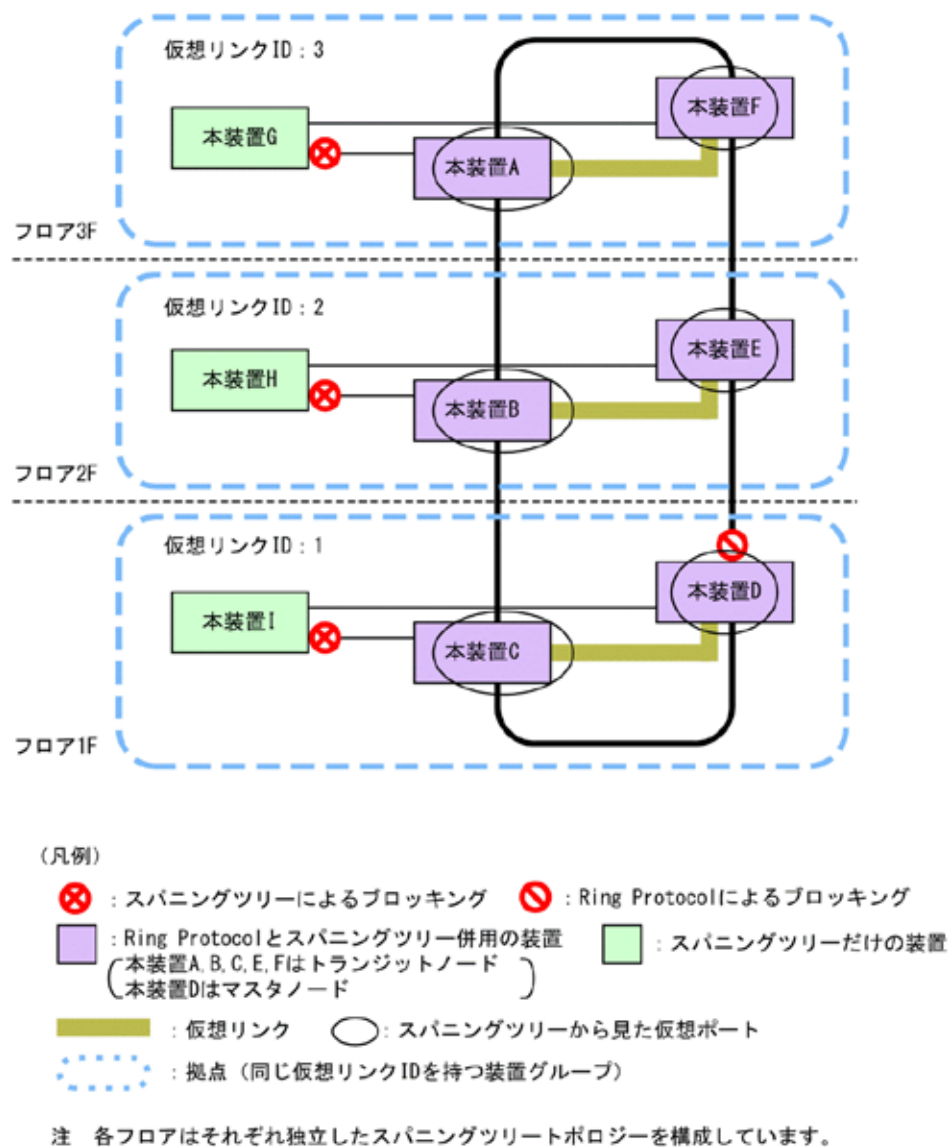 仮想リンクID：3
本装置F
本装置G
本装置A
フロア3F
仮想リンクID：2
本装置E
本装置H
本装置B
フロア2F
仮想リンクID：1
本装置D
本装置I
本装置C
フロア1F
(凡例)
：スパニングツリーによるブロッキング
：Ring Protocolによるブロッキング
：Ring Protocolとスパニングツリー併用の装置
本装置A,B,C,E,Fはトランジットノード
本装置Dはマスタノード
：スパニングツリーだけの装置
：仮想リンク
：スパニングツリーから見た仮想ポート
：拠点（同じ仮想リンクIDを持つ装置グループ）
注　各フロアはそれぞれ独立したスパニングツリートポロジーを構成しています。